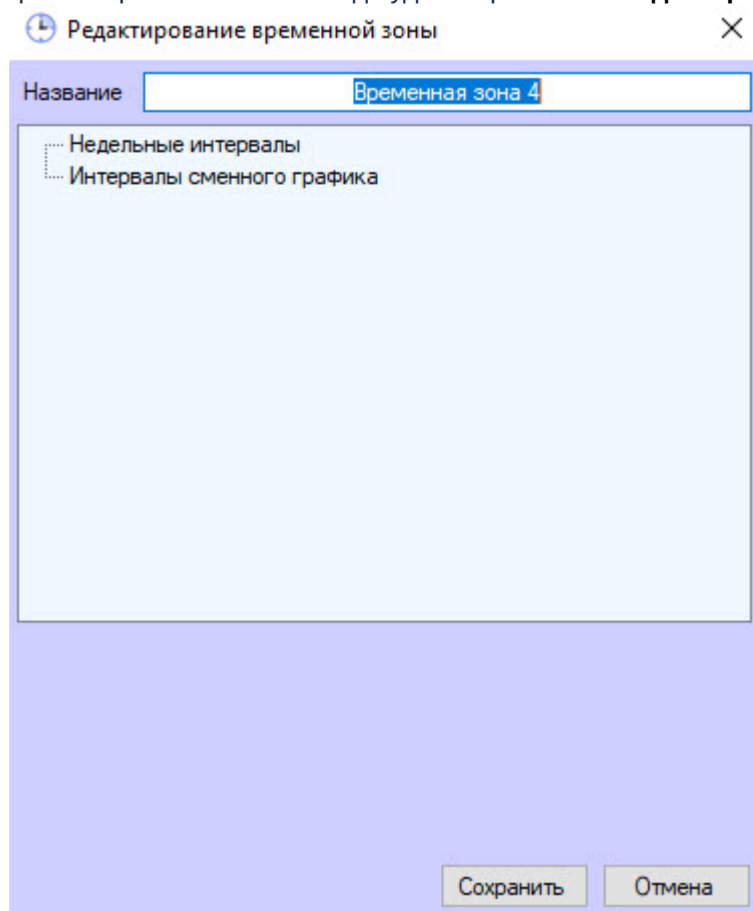 Редактирование временной зоны
Название Временная зона 4
Недельные интервалы
Интервалы сменного графика
Сохранить Отмена